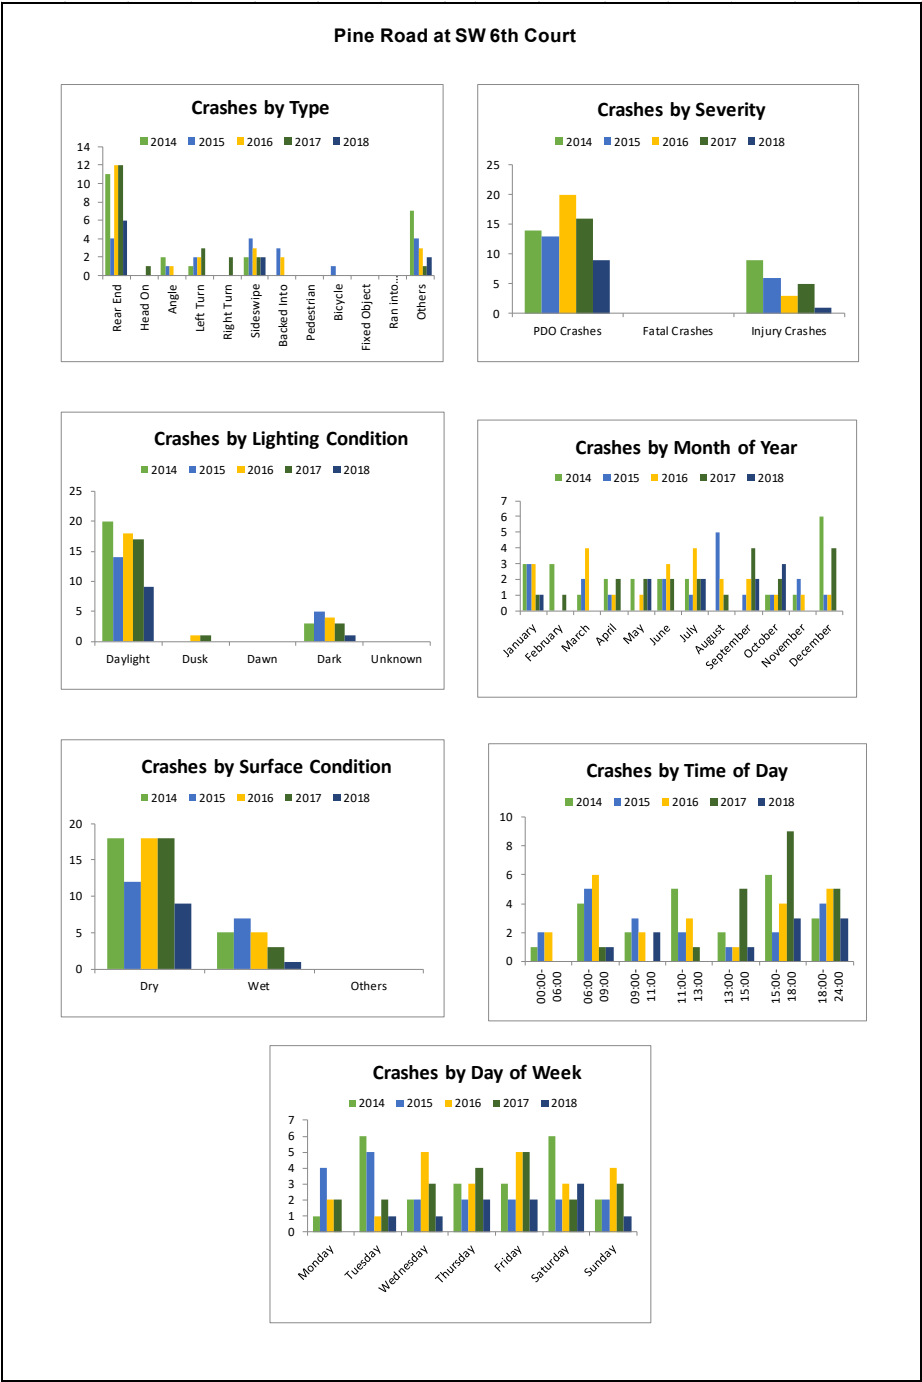 Pine Road at SW 6th Court
Crashes by Type
2014 2015 2016 2017 2018
14
12
10
8
6
4
2
0
Rear End
Head On
Angle
Left Turn
Right Turn
Sideswipe
Backed Into
Pedestrian
Bicycle
Fixed Object
Ran into...
Others
Crashes by Severity
2014 2015 2016 2017 2018
25
20
15
10
5
0
PDO Crashes Fatal Crashes Injury Crashes
Crashes by Lighting Condition
2014 2015 2016 2017 2018
25
20
15
10
5
0
Daylight Dusk Dawn Dark Unknown
Crashes by Month of Year
2014 2015 2016 2017 2018
7
6
5
4
3
2
1
0
January
February
March
April
May
June
July
August
September
October
November
December
Crashes by Surface Condition
2014 2015 2016 2017 2018
20
15
10
5
0
Dry Wet Others
Crashes by Time of Day
2014 2015 2016 2017 2018
10
8
6
4
2
0
00:00-
06:00
06:00-
09:00
09:00-
11:00
11:00-
13:00
13:00-
15:00
15:00-
18:00
18:00-
24:00
Crashes by Day of Week
2014 2015 2016 2017 2018
7
6
5
4
3
2
1
0
Monday
Tuesday
Wednesday
Thursday
Friday
Saturday
Sunday